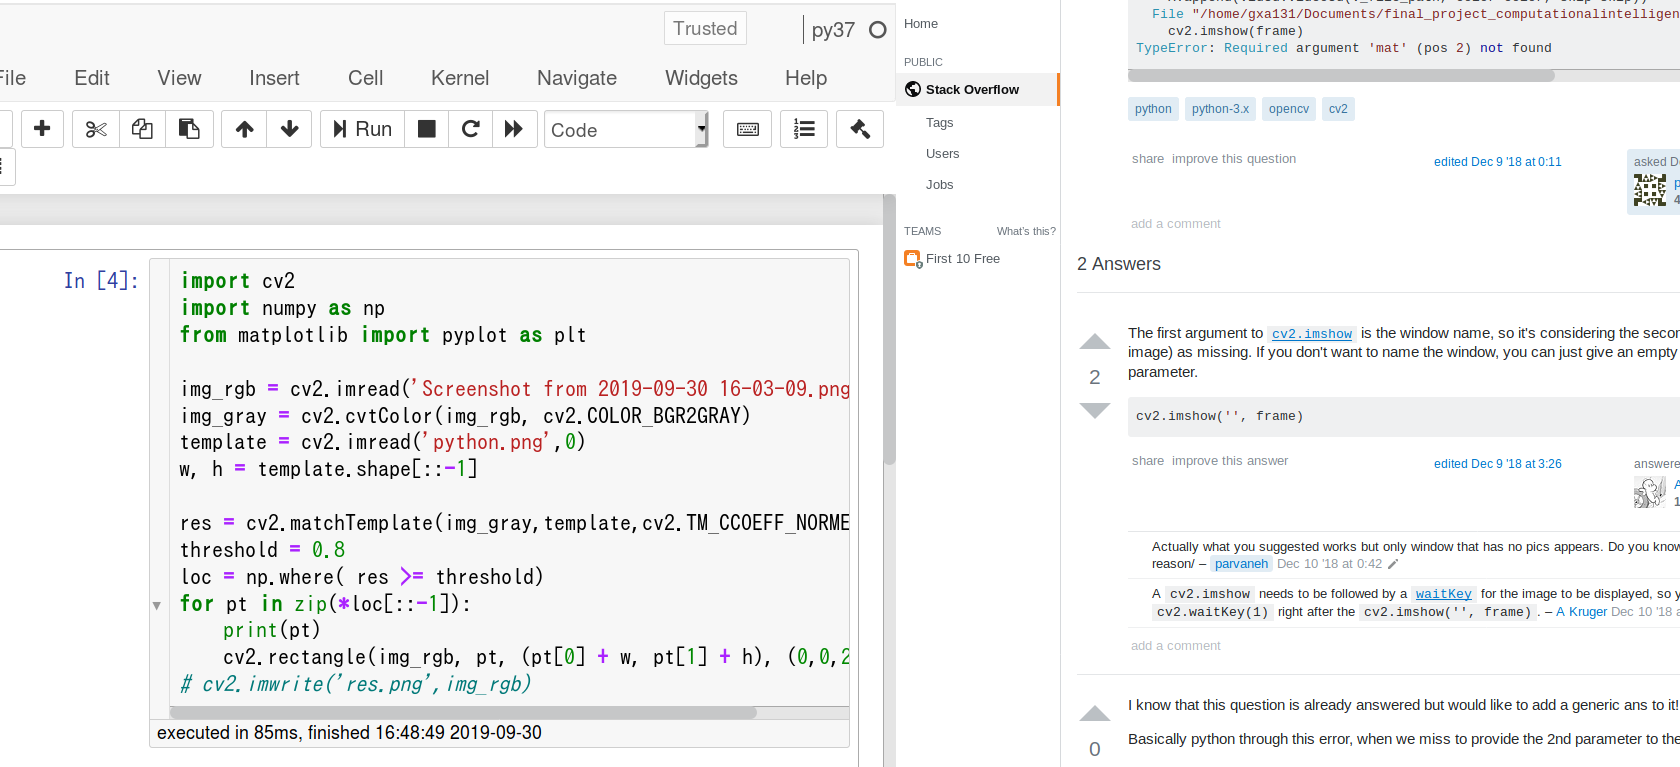 Trusted
py37
File Edit View Insert Cell Kernel Navigate Widgets Help
Run
Code
In [4]:
import cv2
import numpy as np
from matplotlib import pyplot as plt
img_rgb = cv2.imread('Screenshot from 2019-09-30 16-03-09.png
img_gray = cv2.cvtColor(img_rgb, cv2.COLOR_BGR2GRAY)
template = cv2.imread('python.png',0)
w, h = template.shape[::-1]
res = cv2.matchTemplate(img_gray,template,cv2.TM_CCOEFF_NORME
threshold = 0.8
loc = np.where( res >= threshold)
for pt in zip(*loc[::-1]):
    print(pt)
    cv2.rectangle(img_rgb, pt, (pt[0] + w, pt[1] + h), (0,0,2
# cv2.imwrite('res.png',img_rgb)
executed in 85ms, finished 16:48:49 2019-09-30
Home
PUBLIC
Stack Overflow
Tags
Users
Jobs
TEAMS What's this?
First 10 Free
File "/home/gxa131/Documents/final_project_computationalintelligen
cv2.imshow(frame)
TypeError: Required argument 'mat' (pos 2) not found
python python-3.x opencv cv2
share improve this question
edited Dec 9 '18 at 0:11
asked D
p
4
add a comment
2 Answers
The first argument to cv2.imshow is the window name, so it's considering the secon
image) as missing. If you don't want to name the window, you can just give an empty
parameter.
2
cv2.imshow('', frame)
share improve this answer
edited Dec 9 '18 at 3:26
answere
A
1
Actually what you suggested works but only window that has no pics appears. Do you know
reason/ – parvaneh Dec 10 '18 at 0:42
A cv2.imshow needs to be followed by a waitKey for the image to be displayed, so y
cv2.waitKey(1) right after the cv2.imshow('', frame) . – A Kruger Dec 10 '18 a
add a comment
I know that this question is already answered but would like to add a generic ans to it!
0
Basically python through this error, when we miss to provide the 2nd parameter to the